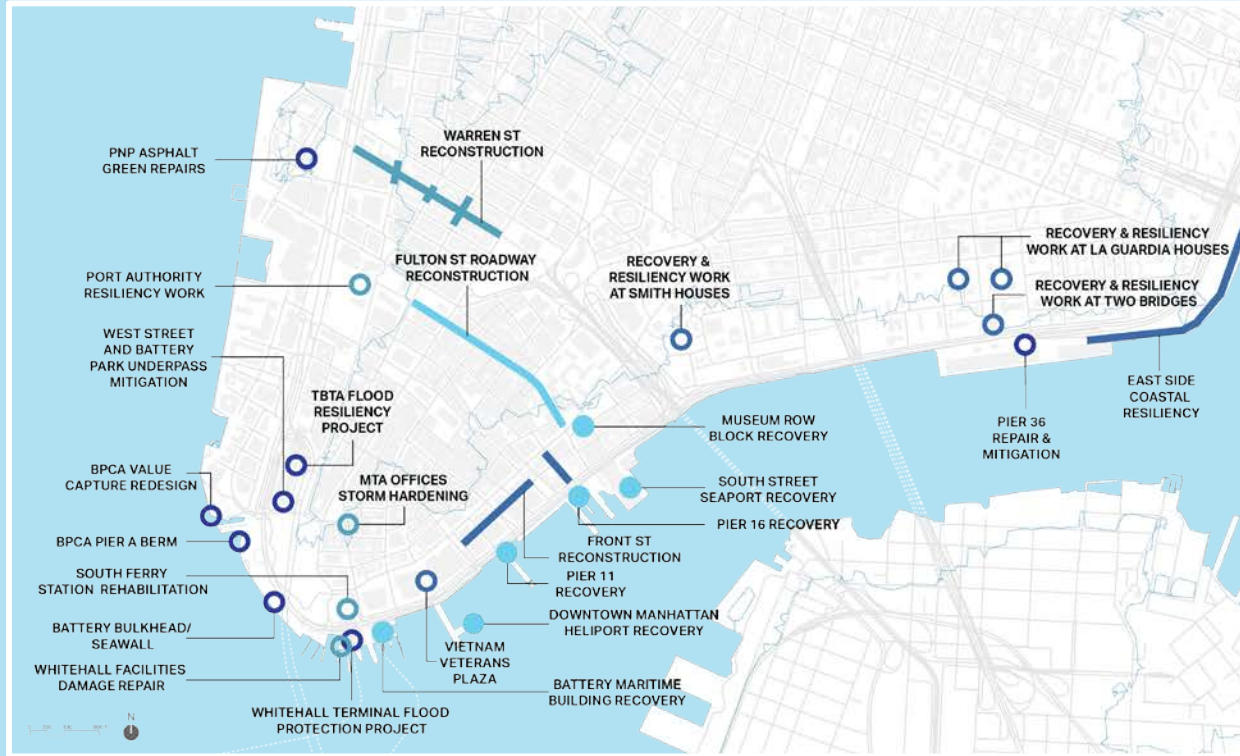 WARREN ST
RECONSTRUCTION
PNP ASPHALT
GREEN REPAIRS
FULTON ST ROADWAY
RECONSTRUCTION
RECOVERY &
RESILIENCY WORK
AT SMITH HOUSES
RECOVERY & RESILIENCY
WORK AT LA GUARDIA HOUSES
PORT AUTHORITY
RESILIENCY WORK
RECOVERY & RESILIENCY
WORK AT TWO BRIDGES
WEST STREET
AND BATTERY
PARK UNDERPASS
MITIGATION
EAST SIDE
COASTAL
RESILIENCY
TBTA FLOOD
RESILIENCY
PROJECT
MUSEUM ROW
BLOCK RECOVERY
PIER 36
REPAIR &
MITIGATION
BPCA VALUE
CAPTURE REDESIGN
MTA OFFICES
STORM HARDENING
SOUTH STREET
SEAPORT RECOVERY
PIER 16 RECOVERY
BPCA PIER A BERM
FRONT ST
RECONSTRUCTION
SOUTH FERRY
STATION REHABILITATION
PIER 11
RECOVERY
DOWNTOWN MANHATTAN
HELIPORT RECOVERY
BATTERY BULKHEAD/
SEAWALL
VIETNAM
VETERANS
PLAZA
WHITEHALL FACILITIES
DAMAGE REPAIR
BATTERY MARITIME
BUILDING RECOVERY
WHITEHALL TERMINAL FLOOD
PROTECTION PROJECT
N